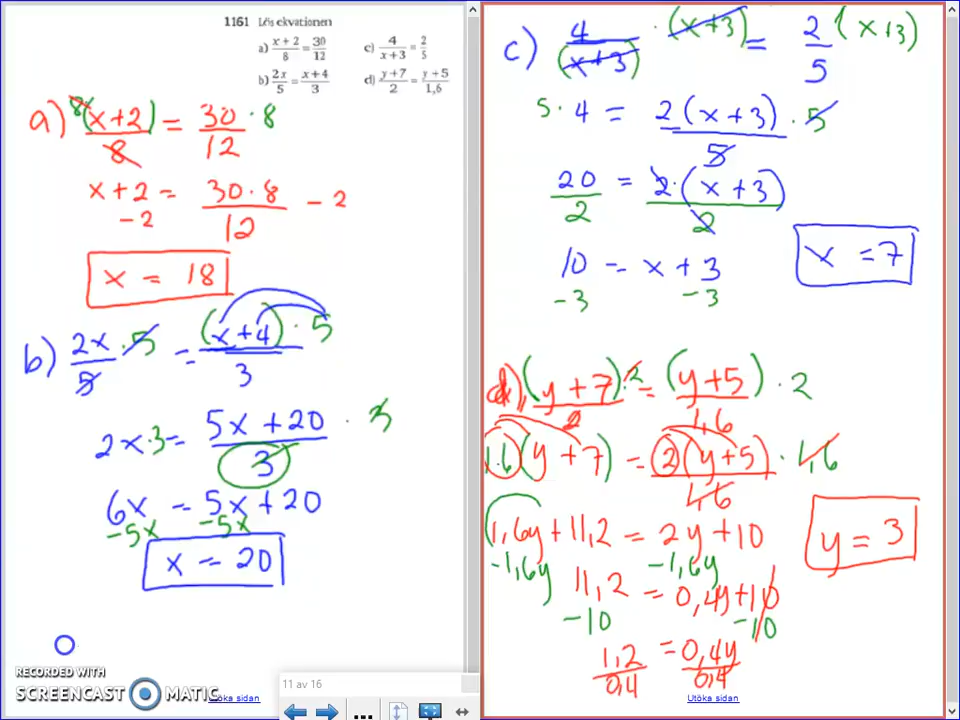 1161 Lös ekvationen
a) x+2/8 = 30/12 c) 4/x+3 = 2/5
b) 2x/5 = x+4/3 d) y+7/2 = y+5/1,6
a) 8(x+2)/8 = 30/12 · 8
x+2 = 30·8/12 - 2
-2
x = 18
b) 2x/5 · 5 = (x+4)/3 · 5
2x·3 = 5x+20/3 · 3
6x = 5x+20
-5x -5x
x = 20
RECORDED WITH
SCREENCAST MATIC
Utöka sidan
11 av 16
c) 4/(x+3) · (x+3) = 2/5 (x+3)
5·4 = 2(x+3)/5 · 5
20/2 = 2·(x+3)/2
10 = x+3
-3 -3
x = 7
d) (y+7)/2 · 2 = (y+5)/1,6 · 2
1,6(y+7) = 2(y+5)/1,6 · 1,6
1,6y+11,2 = 2y+10
-1,6y -1,6y
11,2 = 0,4y+10
-10 -10
1,2/0,4 = 0,4y/0,4
y = 3
Utöka sidan